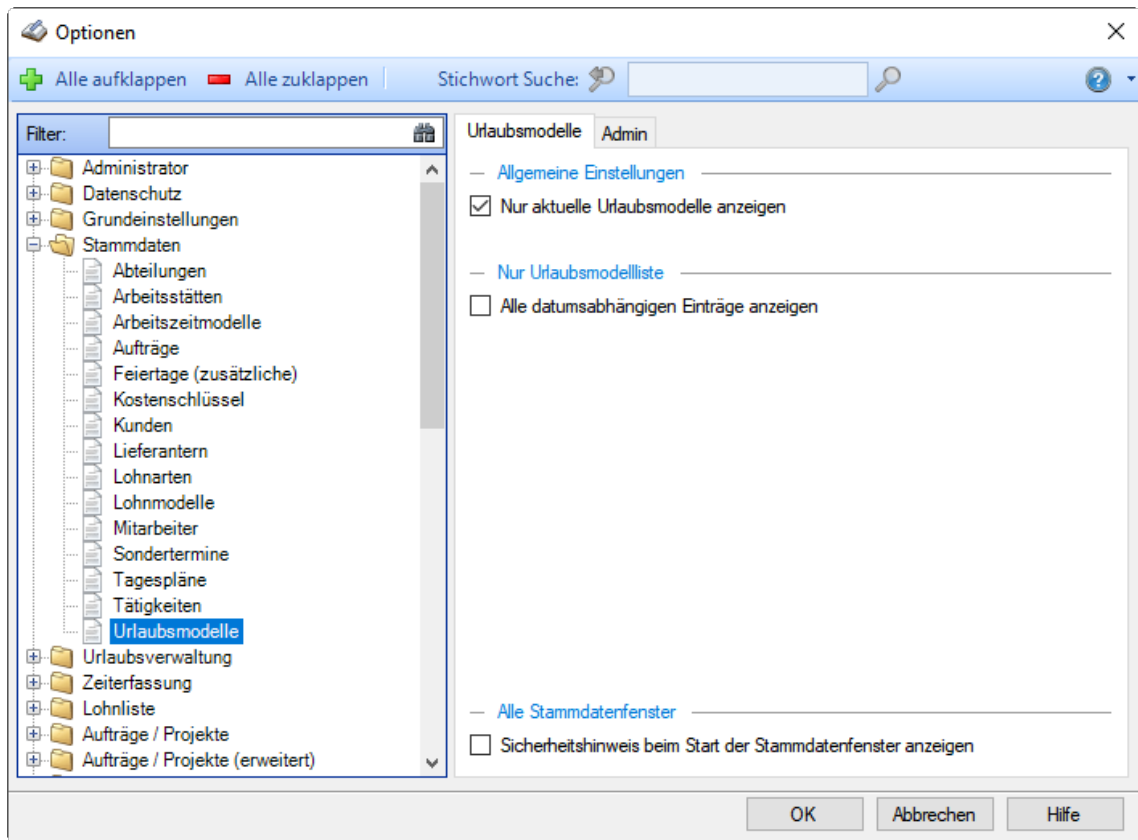 Optionen
Alle aufklappen Alle zuklappen Stichwort Suche:
Filter:
Administrator
Datenschutz
Grundeinstellungen
Stammdaten
Abteilungen
Arbeitsstätten
Arbeitszeitmodelle
Aufträge
Feiertage (zusätzliche)
Kostenschlüssel
Kunden
Lieferantern
Lohnarten
Lohnmodelle
Mitarbeiter
Sondertermine
Tagespläne
Tätigkeiten
Urlaubsmodelle
Urlaubsverwaltung
Zeiterfassung
Lohnliste
Aufträge / Projekte
Aufträge / Projekte (erweitert)
Urlaubsmodelle Admin
Allgemeine Einstellungen
Nur aktuelle Urlaubsmodelle anzeigen
Nur Urlaubsmodellliste
Alle datumsabhängigen Einträge anzeigen
Alle Stammdatenfenster
Sicherheitshinweis beim Start der Stammdatenfenster anzeigen
OK Abbrechen Hilfe